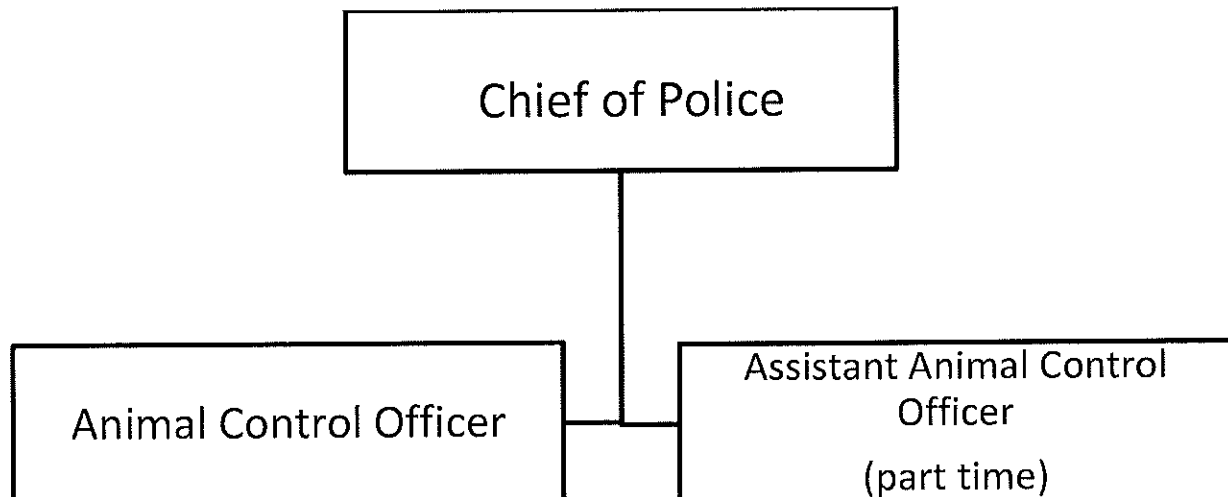 Chief of Police
Animal Control Officer
Assistant Animal Control
Officer
(part time)